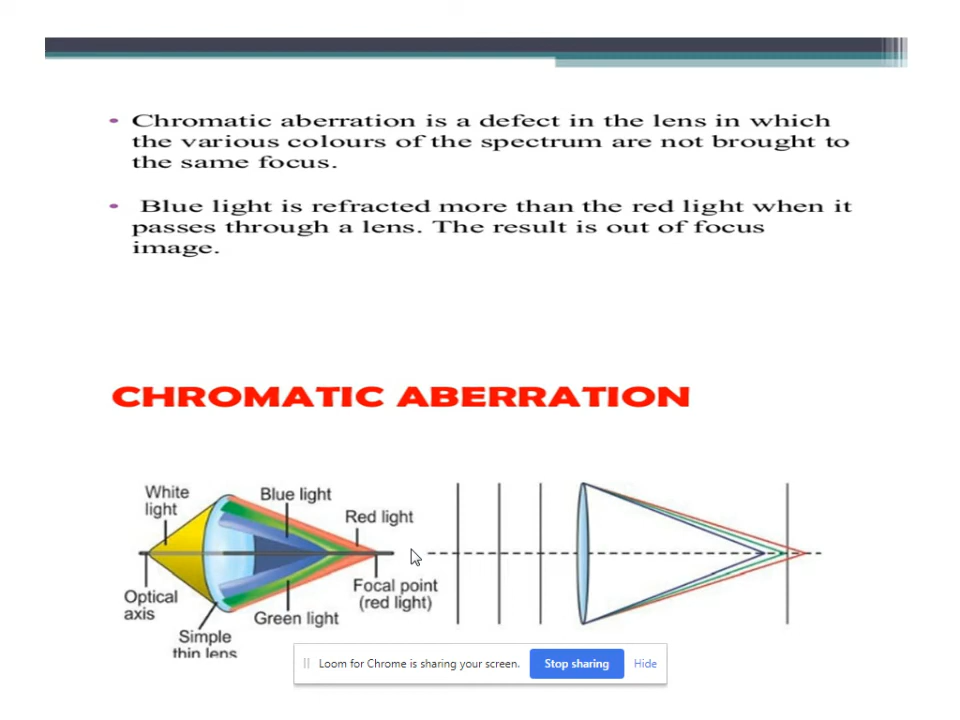 • Chromatic aberration is a defect in the lens in which
the various colours of the spectrum are not brought to
the same focus.
• Blue light is refracted more than the red light when it
passes through a lens. The result is out of focus
image.
CHROMATIC ABERRATION
White
light
Blue light
Red light
Optical
axis
Focal point
(red light)
Green light
Simple
thin lens
Loom for Chrome is sharing your screen.
Stop sharing
Hide